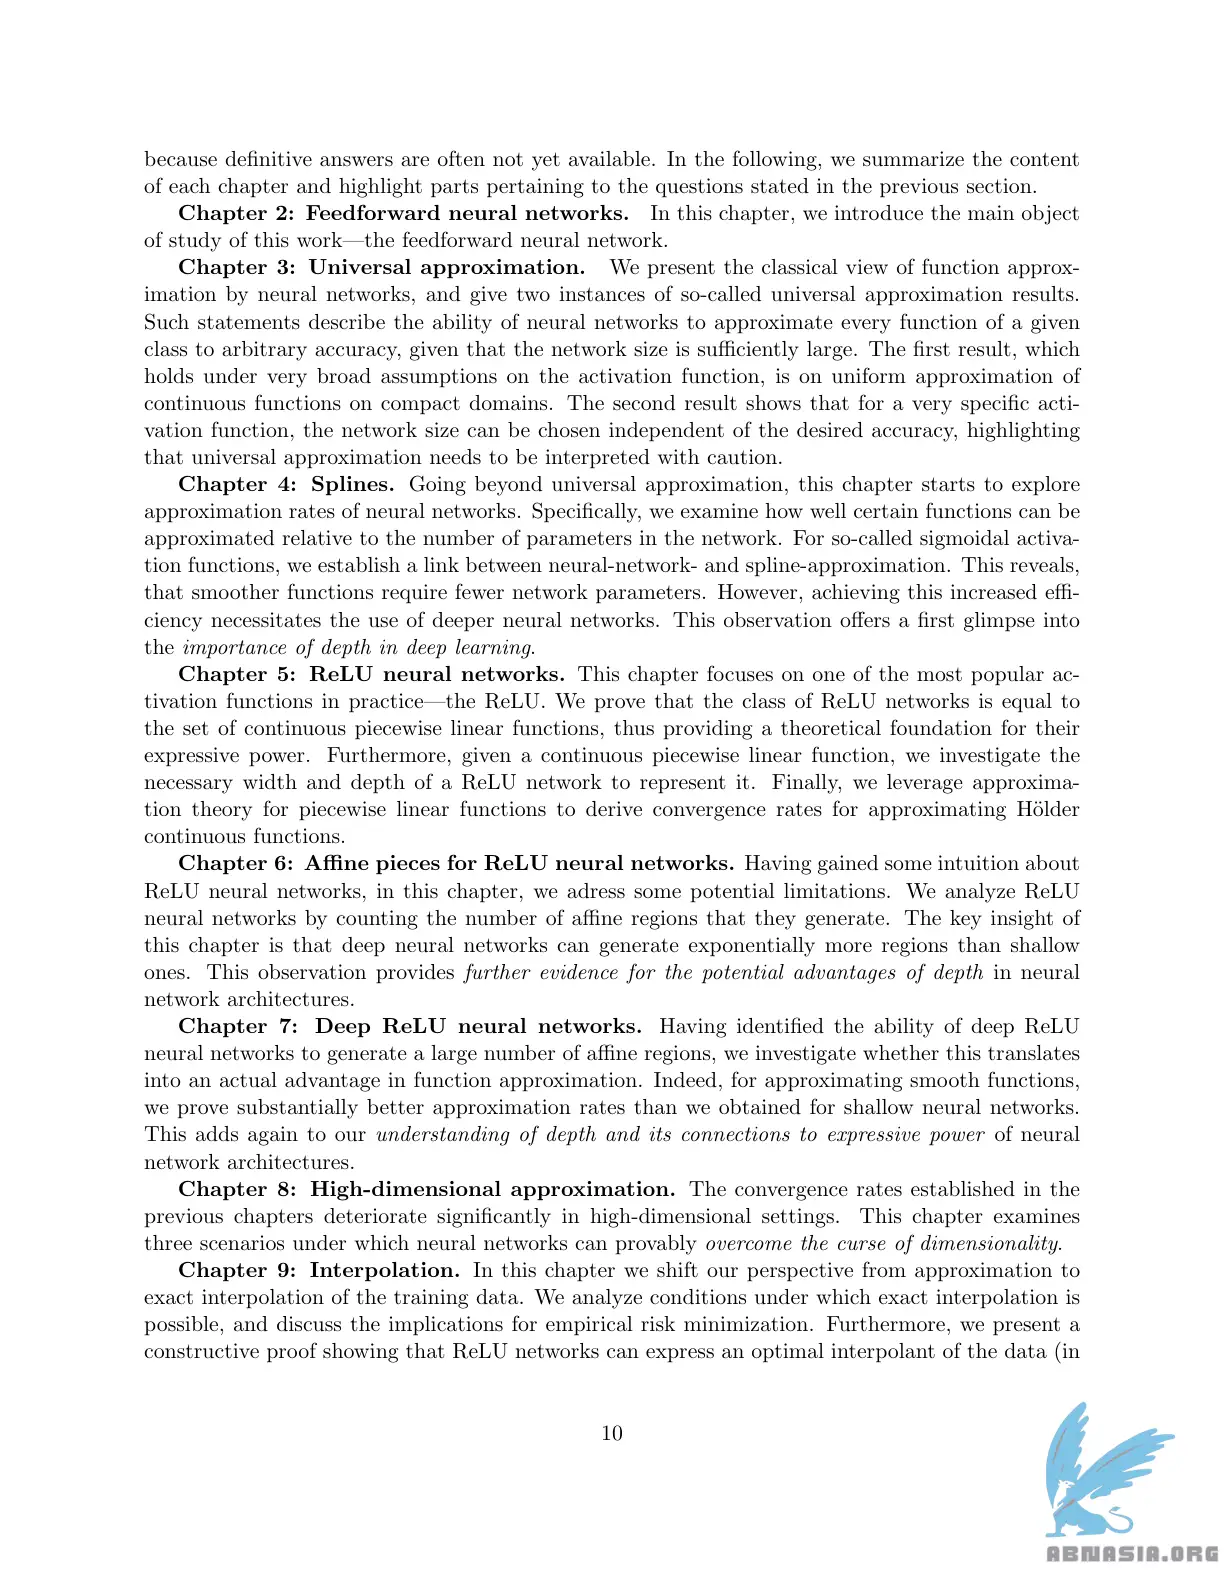 because definitive answers are often not yet available. In the following, we summarize the content
of each chapter and highlight parts pertaining to the questions stated in the previous section.
Chapter 2: Feedforward neural networks. In this chapter, we introduce the main object
of study of this work—the feedforward neural network.
Chapter 3: Universal approximation. We present the classical view of function approx-
imation by neural networks, and give two instances of so-called universal approximation results.
Such statements describe the ability of neural networks to approximate every function of a given
class to arbitrary accuracy, given that the network size is sufficiently large. The first result, which
holds under very broad assumptions on the activation function, is on uniform approximation of
continuous functions on compact domains. The second result shows that for a very specific acti-
vation function, the network size can be chosen independent of the desired accuracy, highlighting
that universal approximation needs to be interpreted with caution.
Chapter 4: Splines. Going beyond universal approximation, this chapter starts to explore
approximation rates of neural networks. Specifically, we examine how well certain functions can be
approximated relative to the number of parameters in the network. For so-called sigmoidal activa-
tion functions, we establish a link between neural-network- and spline-approximation. This reveals,
that smoother functions require fewer network parameters. However, achieving this increased effi-
ciency necessitates the use of deeper neural networks. This observation offers a first glimpse into
the importance of depth in deep learning.
Chapter 5: ReLU neural networks. This chapter focuses on one of the most popular ac-
tivation functions in practice—the ReLU. We prove that the class of ReLU networks is equal to
the set of continuous piecewise linear functions, thus providing a theoretical foundation for their
expressive power. Furthermore, given a continuous piecewise linear function, we investigate the
necessary width and depth of a ReLU network to represent it. Finally, we leverage approxima-
tion theory for piecewise linear functions to derive convergence rates for approximating Hölder
continuous functions.
Chapter 6: Affine pieces for ReLU neural networks. Having gained some intuition about
ReLU neural networks, in this chapter, we adress some potential limitations. We analyze ReLU
neural networks by counting the number of affine regions that they generate. The key insight of
this chapter is that deep neural networks can generate exponentially more regions than shallow
ones. This observation provides further evidence for the potential advantages of depth in neural
network architectures.
Chapter 7: Deep ReLU neural networks. Having identified the ability of deep ReLU
neural networks to generate a large number of affine regions, we investigate whether this translates
into an actual advantage in function approximation. Indeed, for approximating smooth functions,
we prove substantially better approximation rates than we obtained for shallow neural networks.
This adds again to our understanding of depth and its connections to expressive power of neural
network architectures.
Chapter 8: High-dimensional approximation. The convergence rates established in the
previous chapters deteriorate significantly in high-dimensional settings. This chapter examines
three scenarios under which neural networks can provably overcome the curse of dimensionality.
Chapter 9: Interpolation. In this chapter we shift our perspective from approximation to
exact interpolation of the training data. We analyze conditions under which exact interpolation is
possible, and discuss the implications for empirical risk minimization. Furthermore, we present a
constructive proof showing that ReLU networks can express an optimal interpolant of the data (in
10
ABNASIA.ORG